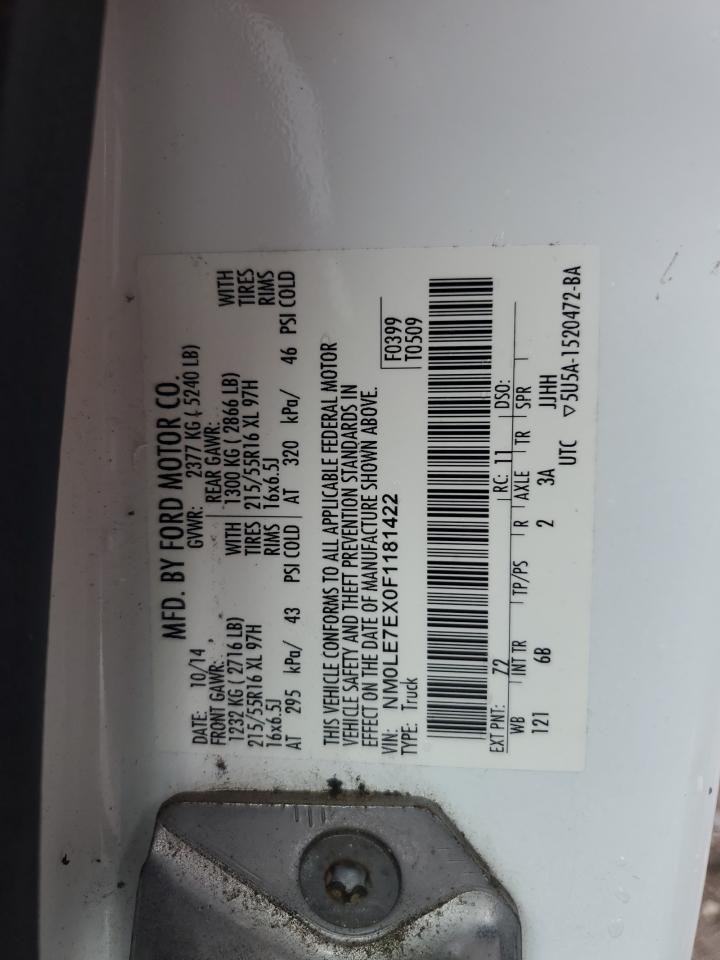 MFD. BY FORD MOTOR CO.
DATE: 10/14 GVWR: 2377 KG ( 5240 LB)
FRONT GAWR: REAR GAWR:
1232 KG ( 2716 LB) WITH 1300 KG ( 2866 LB) WITH
215/55R16 XL 97H TIRES 215/55R16 XL 97H TIRES
16x6.5J RIMS 16x6.5J RIMS
AT 295 kPa/ 43 PSI COLD AT 320 kPa/ 46 PSI COLD
THIS VEHICLE CONFORMS TO ALL APPLICABLE FEDERAL MOTOR
VEHICLE SAFETY AND THEFT PREVENTION STANDARDS IN
EFFECT ON THE DATE OF MANUFACTURE SHOWN ABOVE.
VIN: NM0LE7EX0F1181422 F0399
TYPE: Truck T0509
EXT PNT: Z2 RC: 11 DSO:
WB INT TR TP/PS R AXLE TR SPR
121 6B 2 3A JJHH
UTC ▽5U5A-1520472-BA